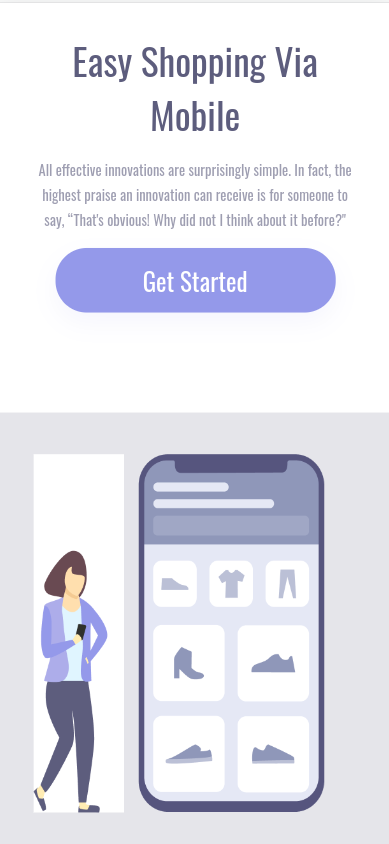 Easy Shopping Via
Mobile
All effective innovations are surprisingly simple. In fact, the
highest praise an innovation can receive is for someone to
say, “That's obvious! Why did not I think about it before?"
Get Started